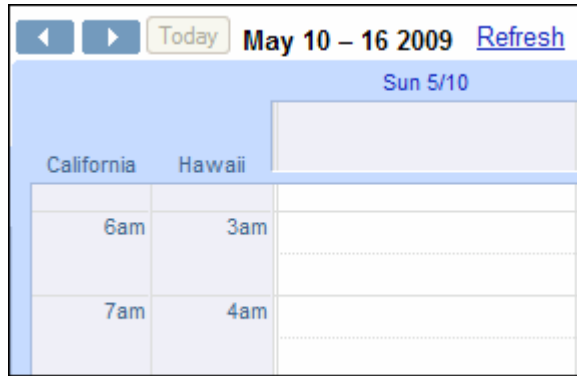 Today May 10 – 16 2009 Refresh
Sun 5/10
California Hawaii
6am 3am
7am 4am